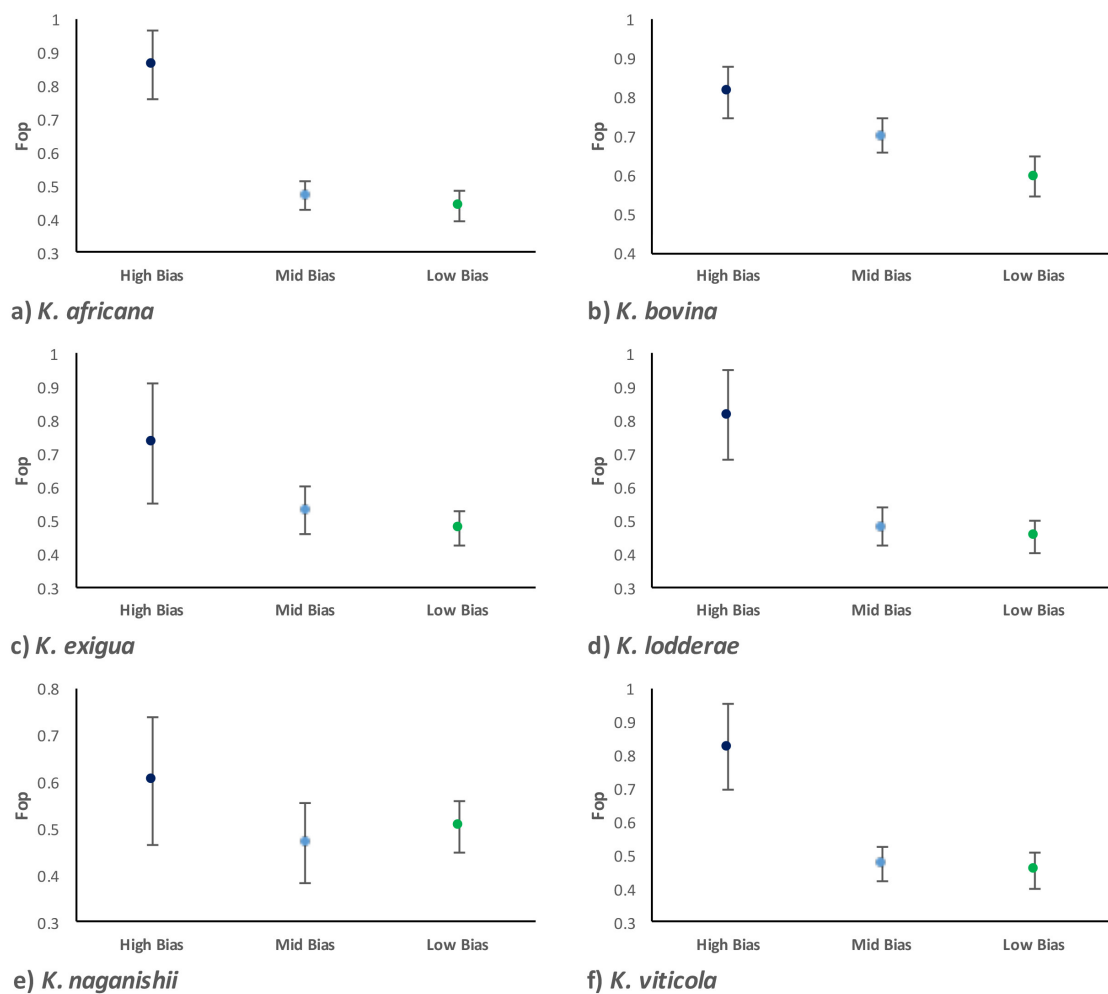 1
0.9
0.8
0.7
0.6
0.5
0.4
0.3
Fop
High Bias Mid Bias Low Bias
a) K. africana
1
0.9
0.8
0.7
0.6
0.5
0.4
Fop
High Bias Mid Bias Low Bias
b) K. bovina
1
0.9
0.8
0.7
0.6
0.5
0.4
0.3
Fop
High Bias Mid Bias Low Bias
c) K. exigua
1
0.9
0.8
0.7
0.6
0.5
0.4
0.3
Fop
High Bias Mid Bias Low Bias
d) K. lodderae
0.8
0.7
0.6
0.5
0.4
0.3
Fop
High Bias Mid Bias Low Bias
e) K. naganishii
1
0.9
0.8
0.7
0.6
0.5
0.4
0.3
Fop
High Bias Mid Bias Low Bias
f) K. viticola